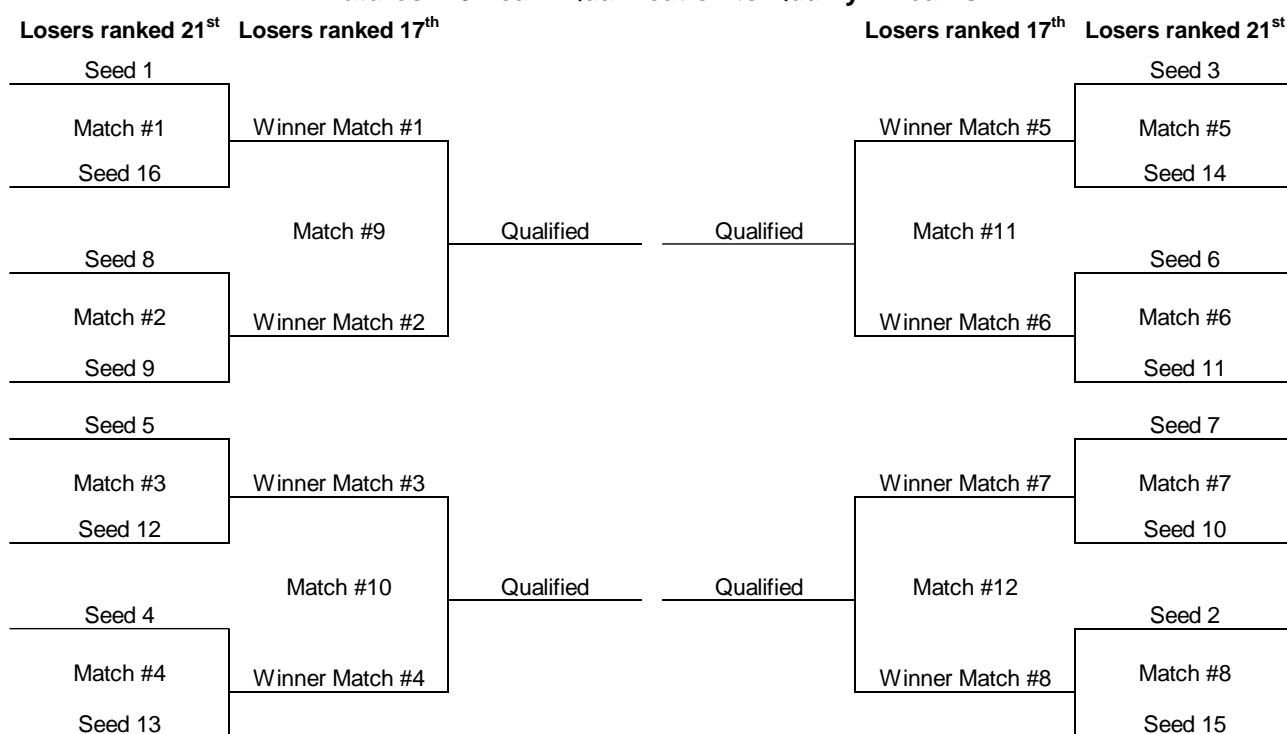 Losers ranked 21st Losers ranked 17th Losers ranked 17th Losers ranked 21st
Seed 1 Seed 3
Match #1 Winner Match #1 Winner Match #5 Match #5
Seed 16 Seed 14
Match #9 Qualified Qualified Match #11
Seed 8 Seed 6
Match #2 Winner Match #2 Winner Match #6 Match #6
Seed 9 Seed 11
Seed 5 Seed 7
Match #3 Winner Match #3 Winner Match #7 Match #7
Seed 12 Seed 10
Match #10 Qualified Qualified Match #12
Seed 4 Seed 2
Match #4 Winner Match #4 Winner Match #8 Match #8
Seed 13 Seed 15